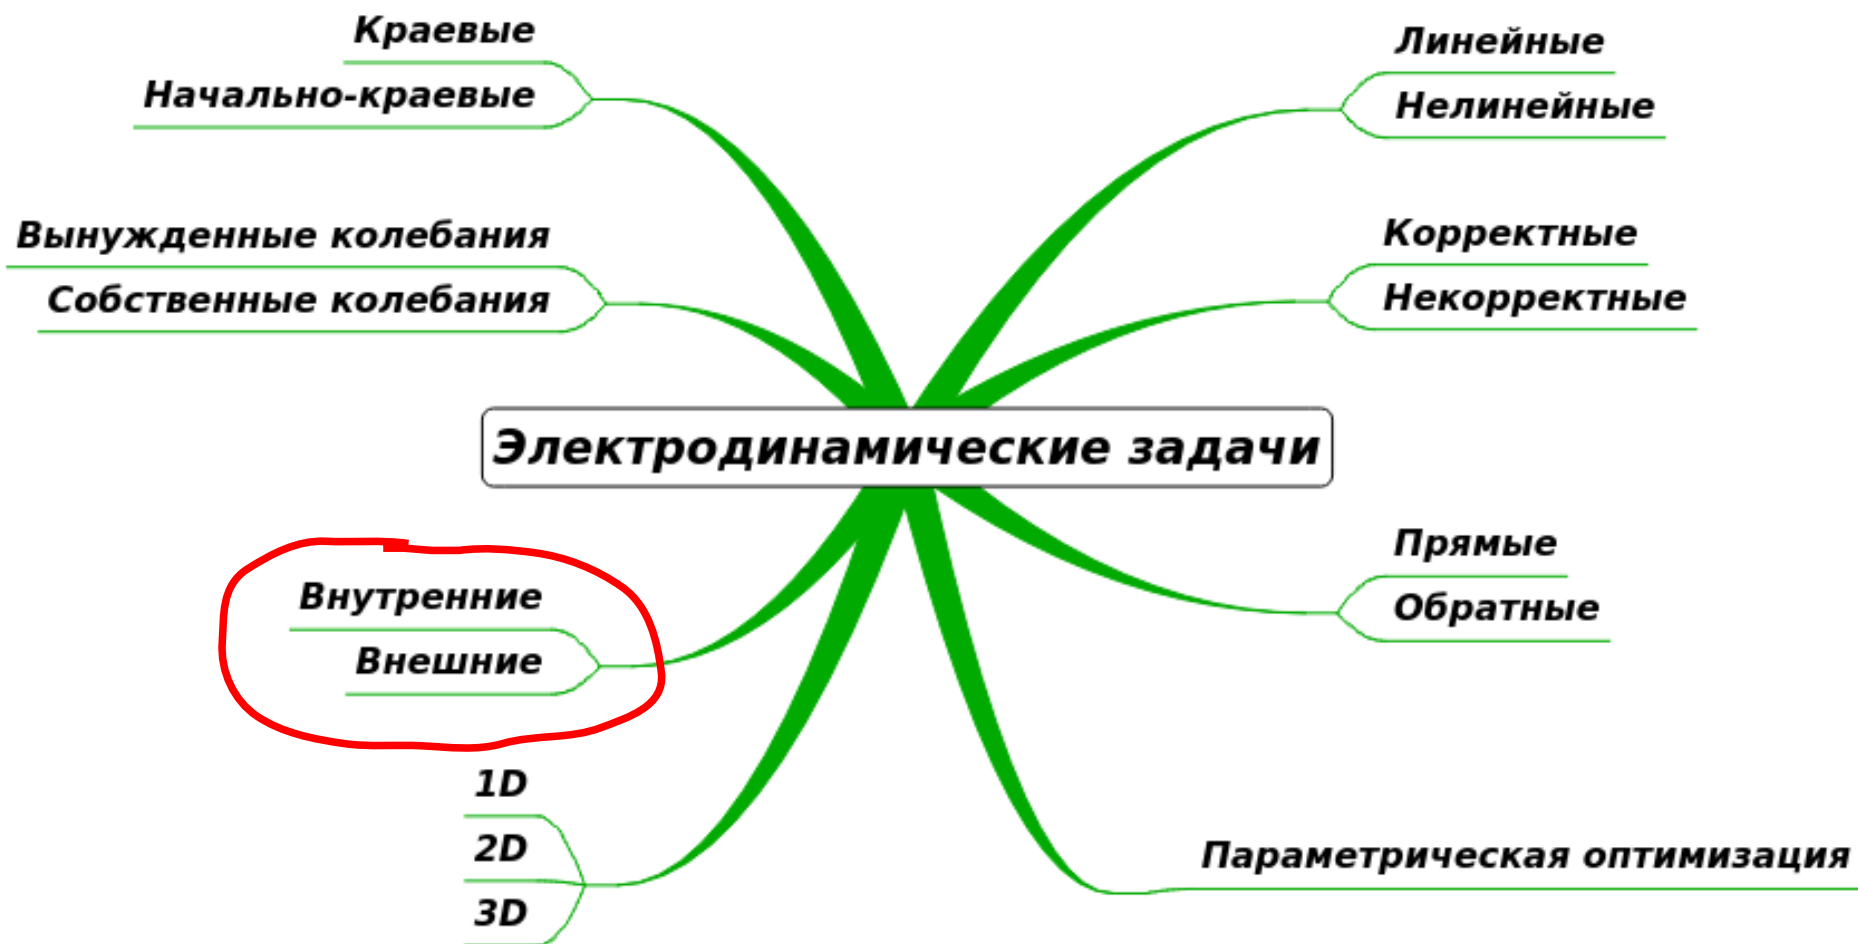 Краевые
Начально-краевые
Вынужденные колебания
Собственные колебания
Линейные
Нелинейные
Корректные
Некорректные
Электродинамические задачи
Внутренние
Внешние
1D
2D
3D
Прямые
Обратные
Параметрическая оптимизация